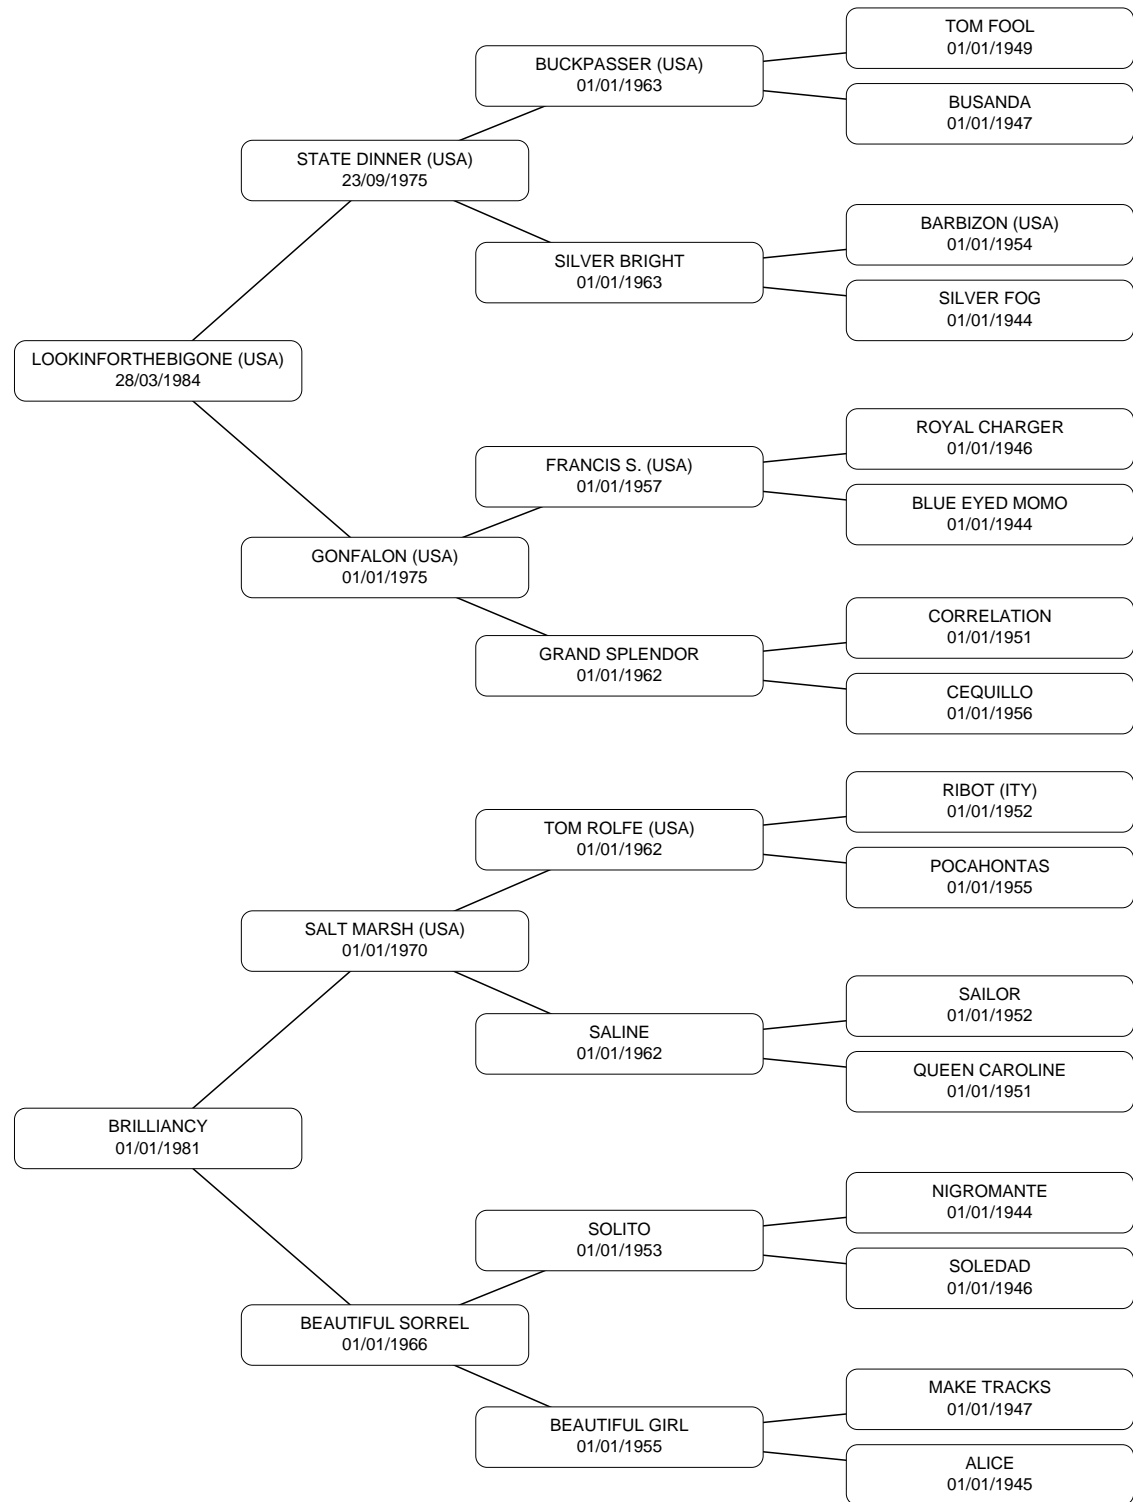 TOM FOOL
01/01/1949
BUCKPASSER (USA)
01/01/1963
BUSANDA
01/01/1947
STATE DINNER (USA)
23/09/1975
BARBIZON (USA)
01/01/1954
SILVER BRIGHT
01/01/1963
SILVER FOG
01/01/1944
LOOKINFORTHEBIGONE (USA)
28/03/1984
ROYAL CHARGER
01/01/1946
FRANCIS S. (USA)
01/01/1957
BLUE EYED MOMO
01/01/1944
GONFALON (USA)
01/01/1975
CORRELATION
01/01/1951
GRAND SPLENDOR
01/01/1962
CEQUILLO
01/01/1956
RIBOT (ITY)
01/01/1952
TOM ROLFE (USA)
01/01/1962
POCAHONTAS
01/01/1955
SALT MARSH (USA)
01/01/1970
SAILOR
01/01/1952
SALINE
01/01/1962
QUEEN CAROLINE
01/01/1951
BRILLIANCY
01/01/1981
NIGROMANTE
01/01/1944
SOLITO
01/01/1953
SOLEDAD
01/01/1946
BEAUTIFUL SORREL
01/01/1966
MAKE TRACKS
01/01/1947
BEAUTIFUL GIRL
01/01/1955
ALICE
01/01/1945